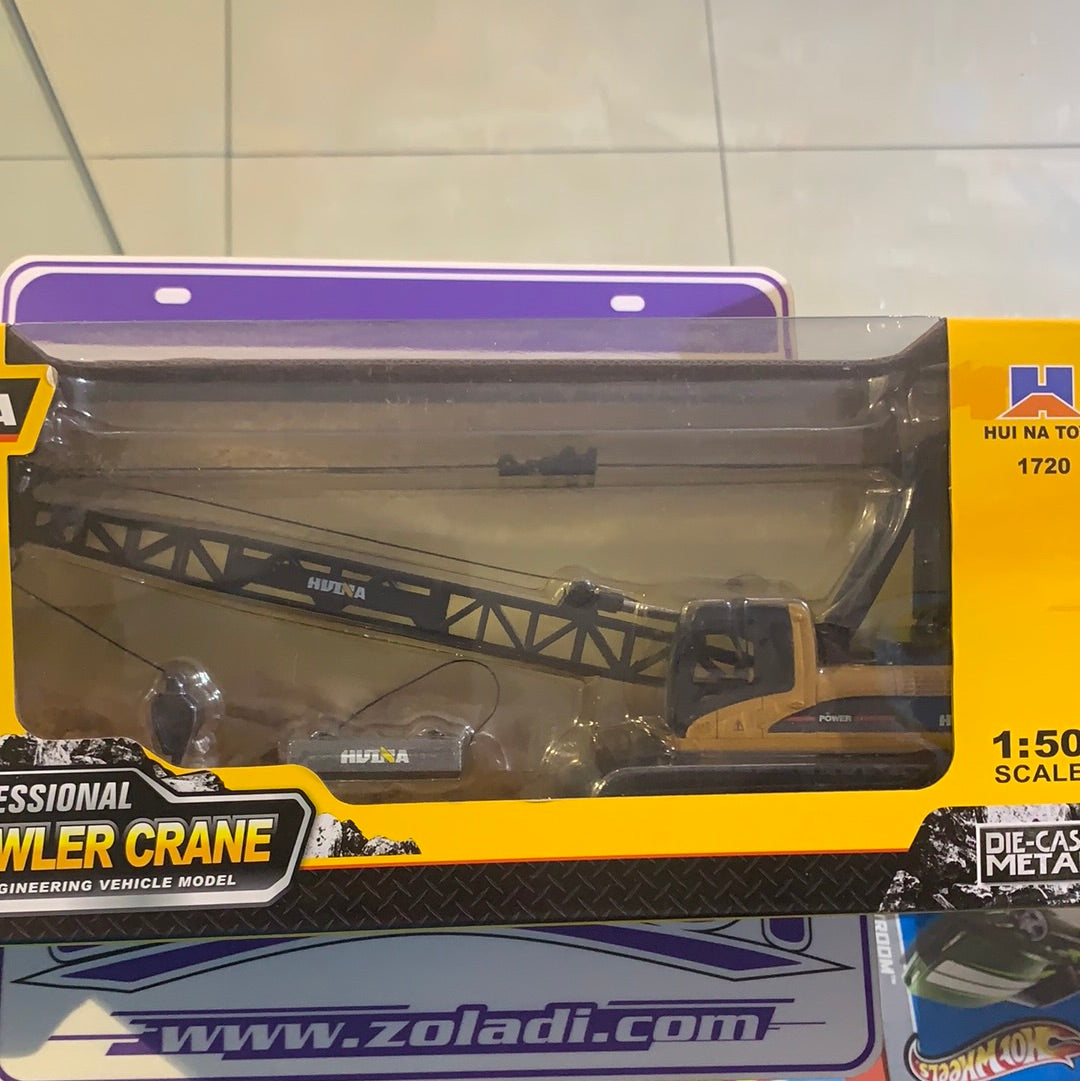 A
HUI NA TO
1720
HUINA
POWER
H
HUINA
1:50
SCALE
ESSIONAL
WLER CRANE
GINEERING VEHICLE MODEL
DIE-CAS
METAL
ROOM™
www.zoladi.com
Hot Wheels